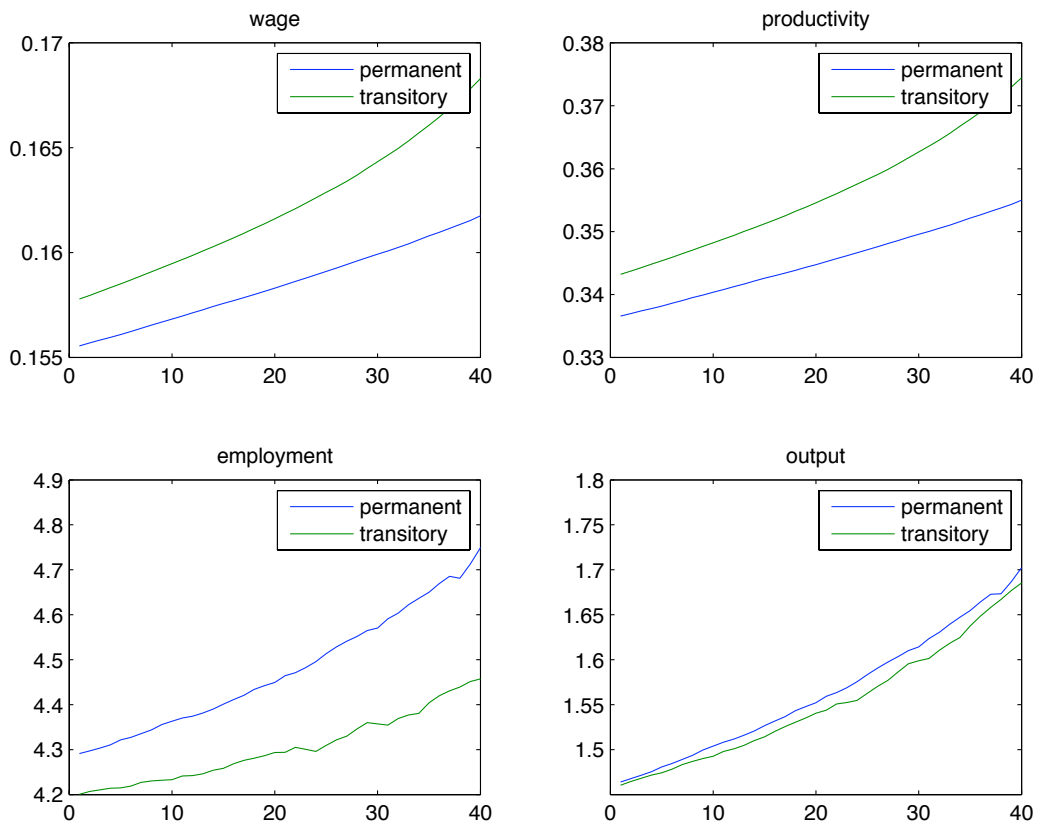 wage
permanent
transitory
0.17
0.165
0.16
0.155
0 10 20 30 40
productivity
permanent
transitory
0.38
0.37
0.36
0.35
0.34
0.33
0 10 20 30 40
employment
permanent
transitory
4.9
4.8
4.7
4.6
4.5
4.4
4.3
4.2
0 10 20 30 40
output
permanent
transitory
1.8
1.75
1.7
1.65
1.6
1.55
1.5
0 10 20 30 40